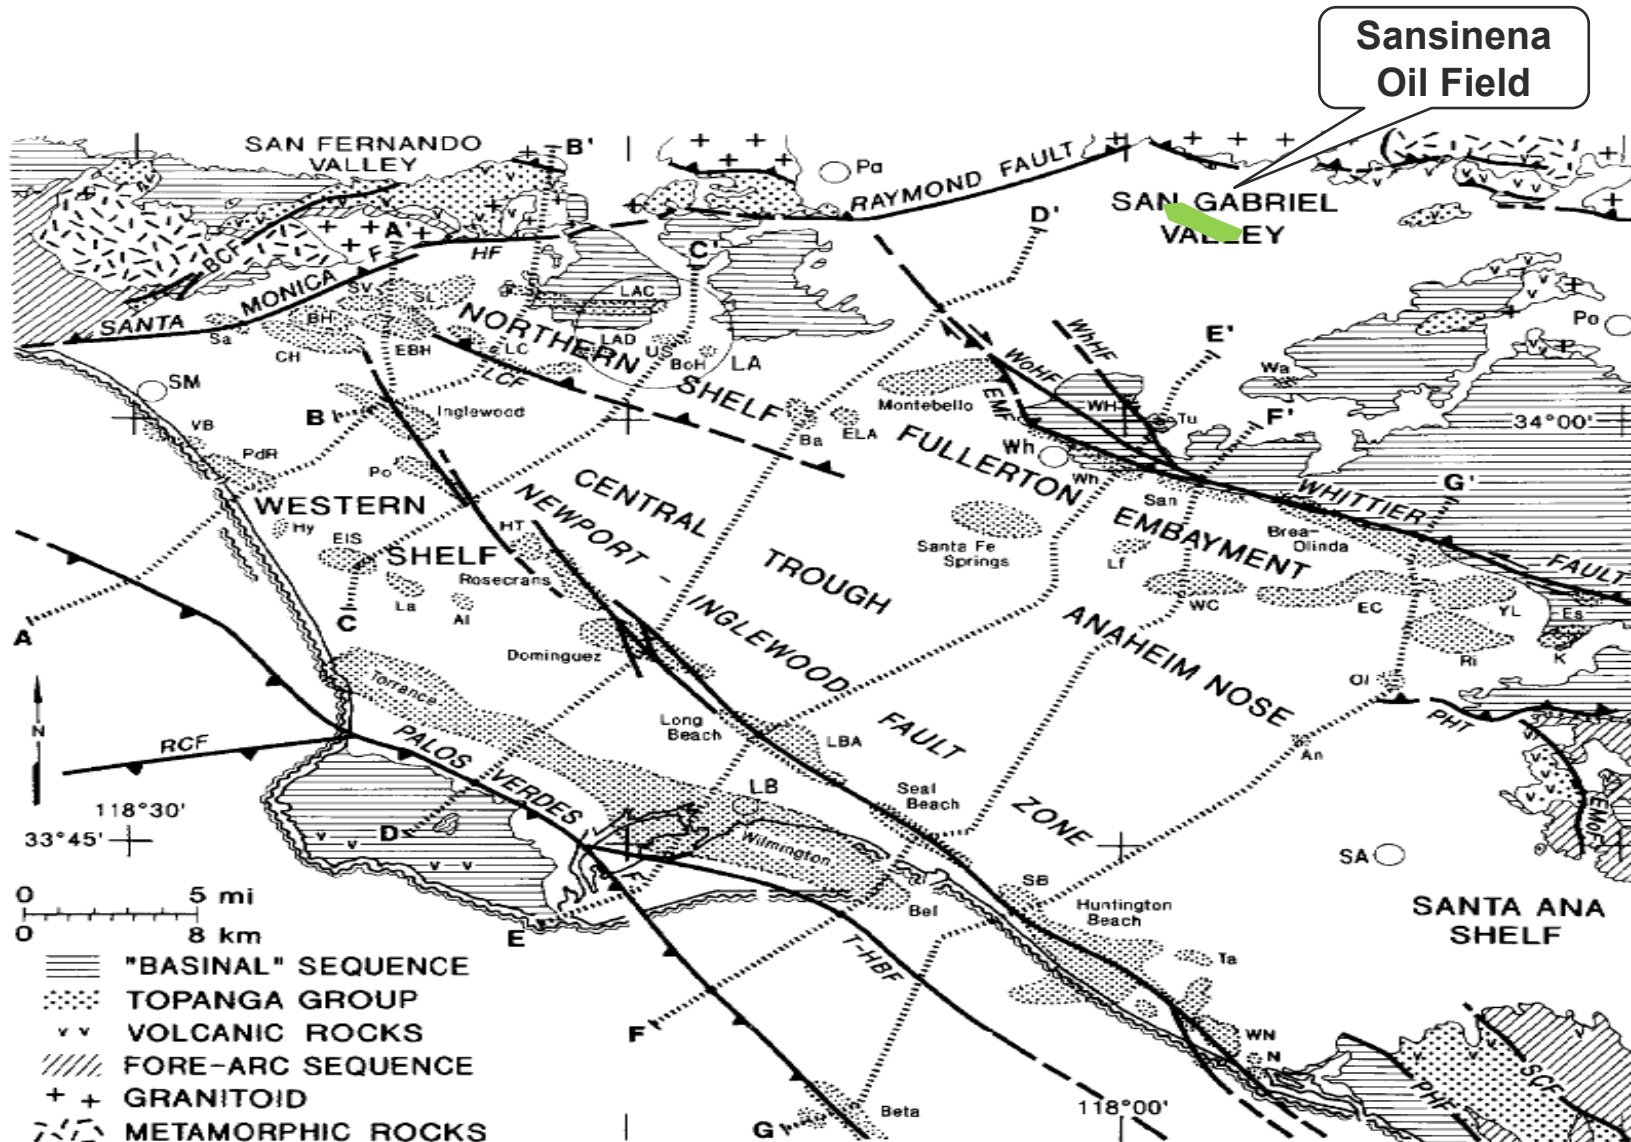 Sansinena
Oil Field
SAN FERNANDO
VALLEY
B'
Pa
RAYMOND FAULT
SAN GABRIEL
VALLEY
D'
A'
HF
C'
BCF
SANTA MONICA F
SV
SL
LAC
BH
Sa
CH
EBH
LC
LCF
NORTHERN SHELF
LAD
US
BoH
LA
SM
VB
B
Inglewood
PdR
Po
WESTERN
SHELF
Hy
EIS
La
Al
C
A
Rosecrans
HT
CENTRAL
TROUGH
NEWPORT -
INGLEWOOD
FAULT
ZONE
Ba
ELA
Montebello
EMF
WoHF
WhHF
E'
Wa
Po
WH
Tu
F'
34°00'
Wh
Wh
San
FULLERTON
EMBAYMENT
WHITTIER
FAULT
G'
Santa Fe
Springs
Lf
Brea-
Olinda
WC
EC
YL
Es
K
Ri
Ol
ANAHEIM NOSE
Dominguez
Torrance
Long
Beach
LBA
PALOS VERDES
F
RCF
N
118°30'
33°45'
D
LB
Wilmington
Seal
Beach
An
PHT
EMoF
SA
SANTA ANA
SHELF
SB
Huntington
Beach
Bel
Ta
T-HBF
E
F
WN
N
G
Beta
118°00'
PHF
SCF
0 5 mi
0 8 km
"BASINAL" SEQUENCE
TOPANGA GROUP
v v VOLCANIC ROCKS
FORE-ARC SEQUENCE
+ + GRANITOID
METAMORPHIC ROCKS